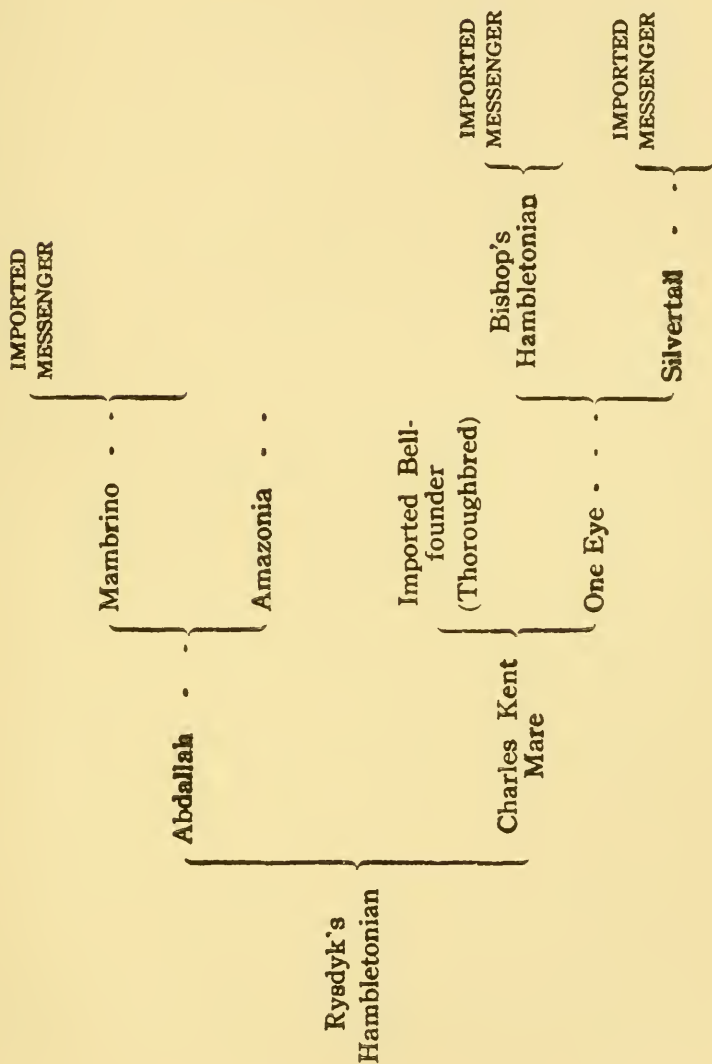 Rysdyk's
Hambletonian
Abdallah - -
Mambrino - -
IMPORTED
MESSENGER
Amazonia - -
Charles Kent
Mare
Imported Bell-
founder
(Thoroughbred)
One Eye - - -
Bishop's
Hambletonian
IMPORTED
MESSENGER
Silvertail - -
IMPORTED
MESSENGER